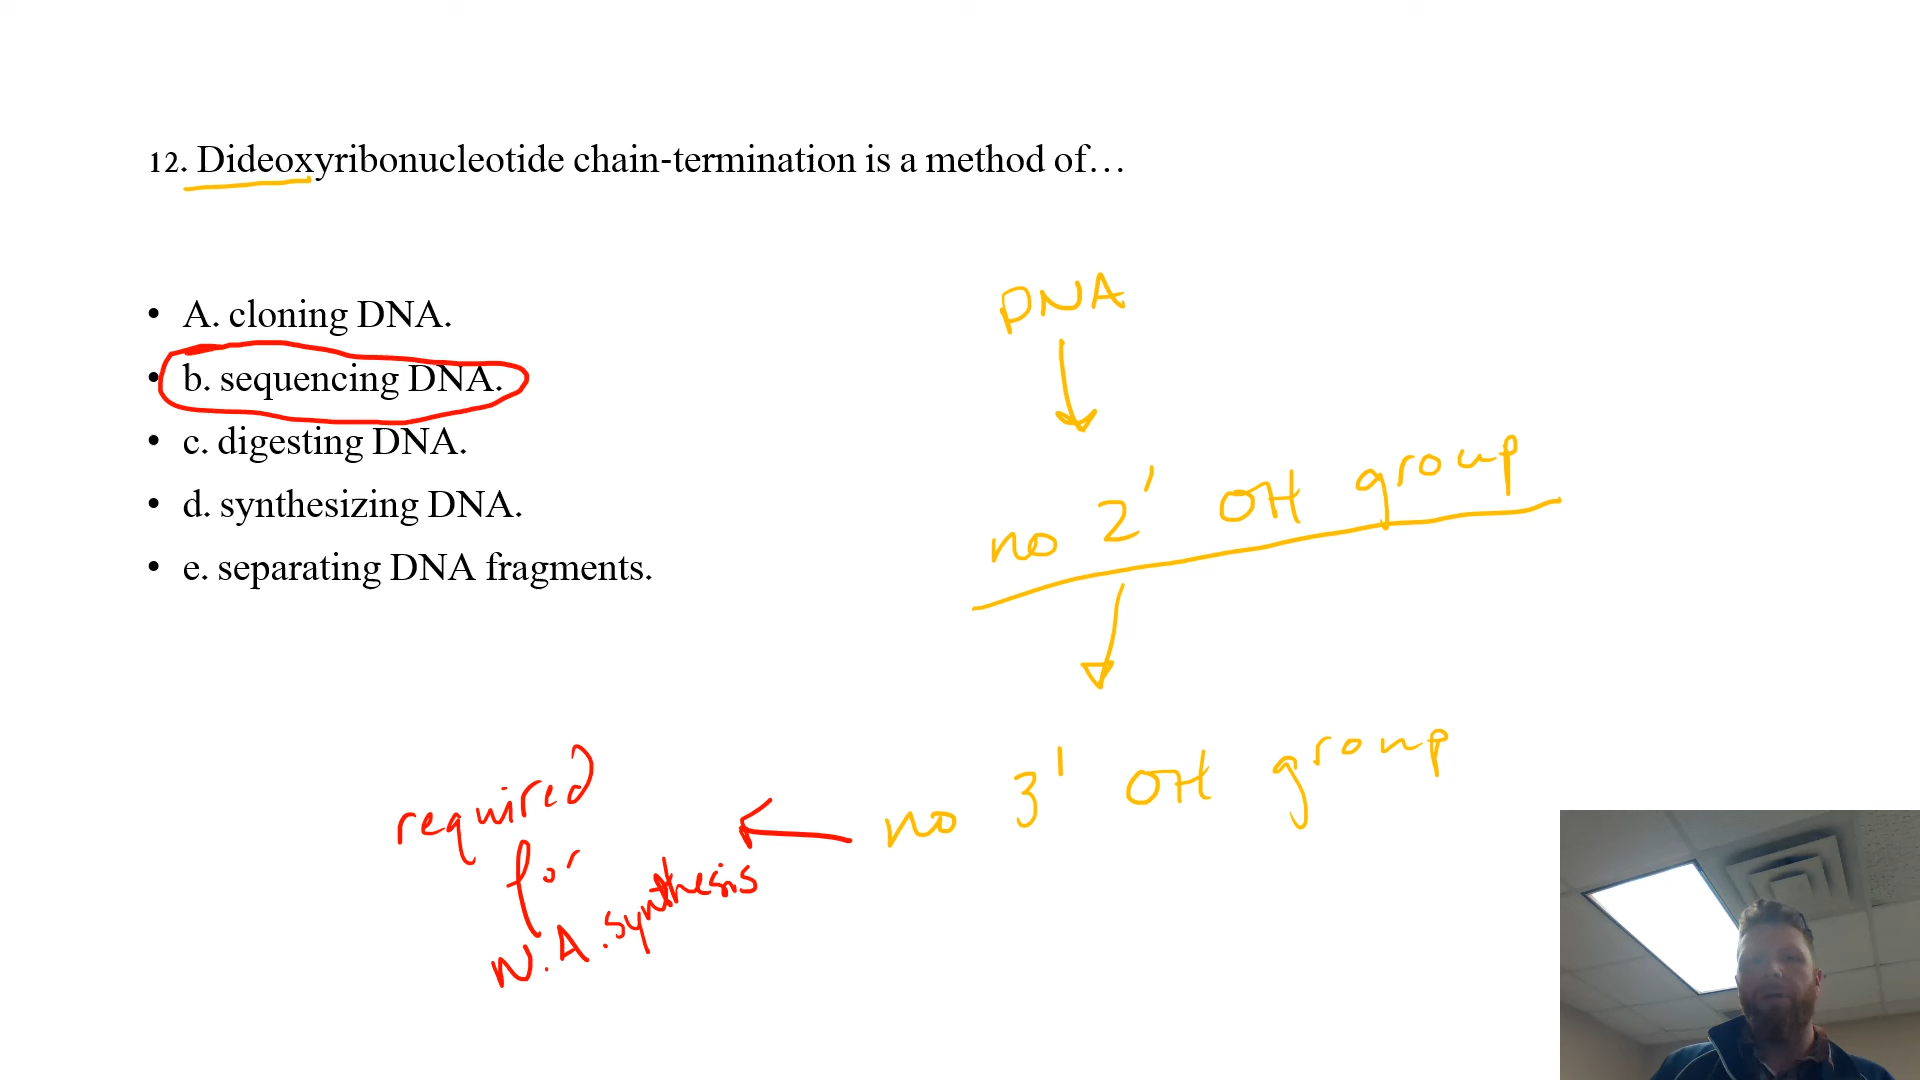 12. Dideoxyribonucleotide chain-termination is a method of…
• A. cloning DNA.
• b. sequencing DNA.
• c. digesting DNA.
• d. synthesizing DNA.
• e. separating DNA fragments.
DNA
no 2' OH group
no 3' OH group
required
for
N.A. synthesis